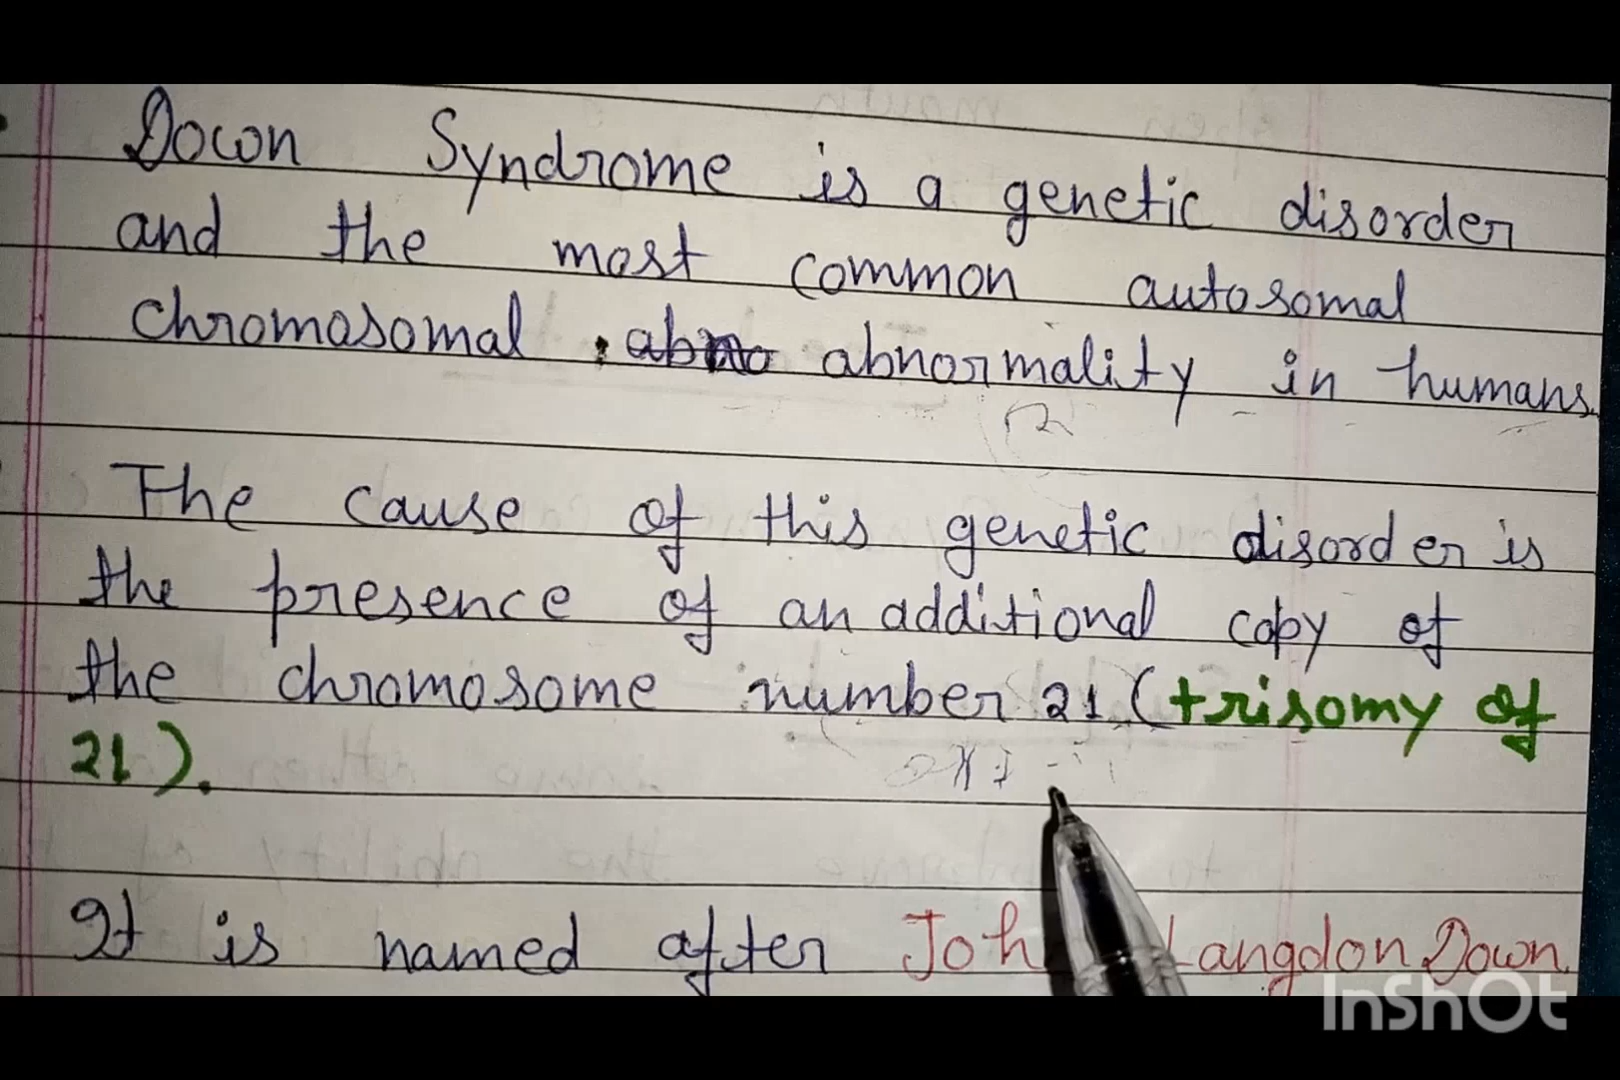 Down Syndrome is a genetic disorder
and the most common autosomal
chromosomal abno abnormality in humans.
The cause of this genetic disorder is
the presence of an additional copy of
the chromosome number 21 (trisomy of
21).
It is named after Joh Langdon Down.
InShOt